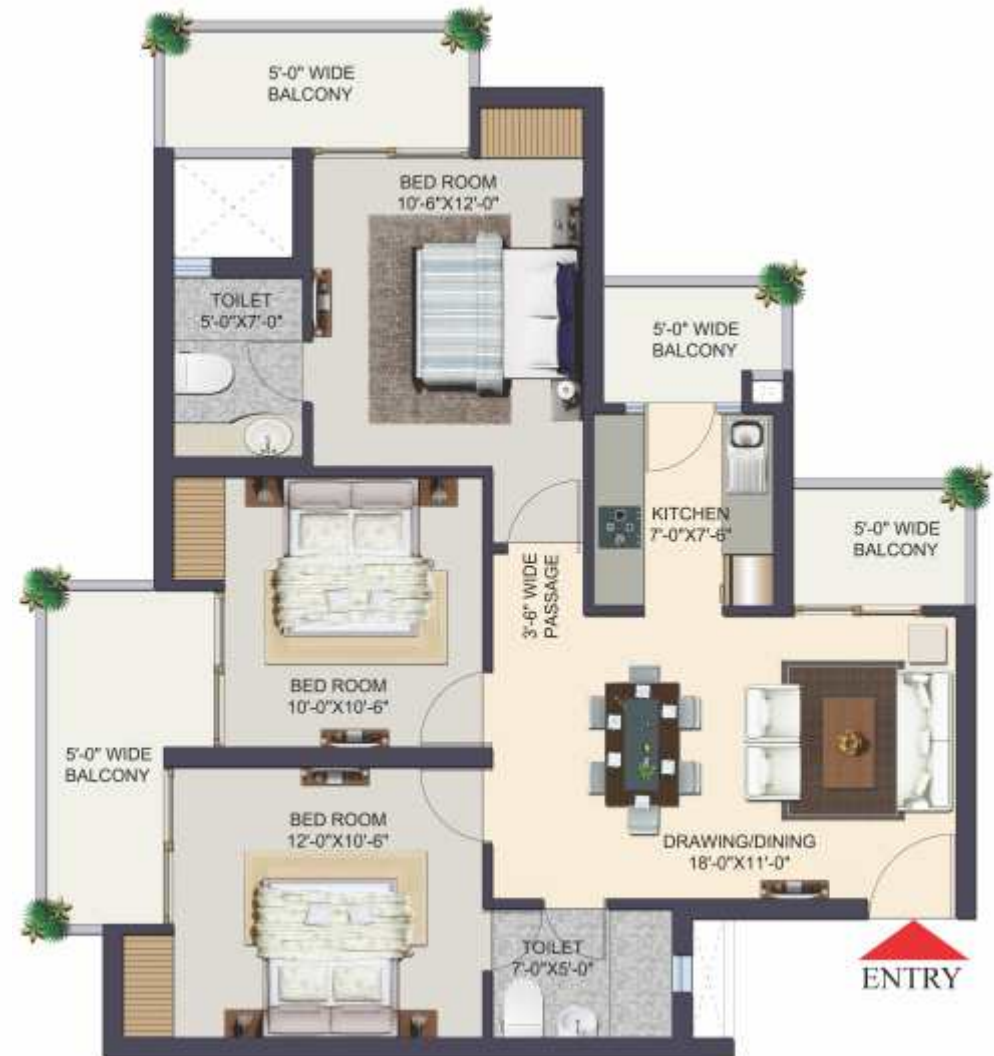 5'-0" WIDE
BALCONY
BED ROOM
10'-6"X12'-0"
TOILET
5'-0"X7'-0"
5'-0" WIDE
BALCONY
KITCHEN
7'-0"X7'-6"
5'-0" WIDE
BALCONY
3'-6" WIDE
PASSAGE
BED ROOM
10'-0"X10'-6"
5'-0" WIDE
BALCONY
BED ROOM
12'-0"X10'-6"
DRAWING/DINING
18'-0"X11'-0"
TOILET
7'-0"X5'-0"
ENTRY